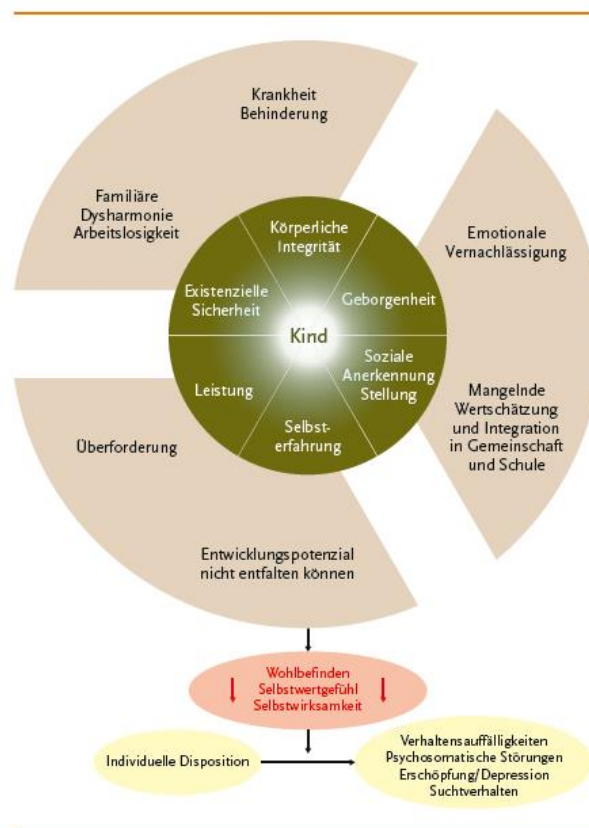 Krankheit
Behinderung
Familiäre
Dysharmonie
Arbeitslosigkeit
Emotionale
Vernachlässigung
Körperliche
Integrität
Existenzielle
Sicherheit
Geborgenheit
Kind
Leistung
Soziale
Anerkennung
Stellung
Selbst-
erfahrung
Überforderung
Mangelnde
Wertschätzung
und Integration
in Gemeinschaft
und Schule
Entwicklungspotenzial
nicht entfalten können
Wohlbefinden
Selbstwertgefühl
Selbstwirksamkeit
Individuelle Disposition
Verhaltensauffälligkeiten
Psychosomatische Störungen
Erschöpfung/Depression
Suchtverhalten